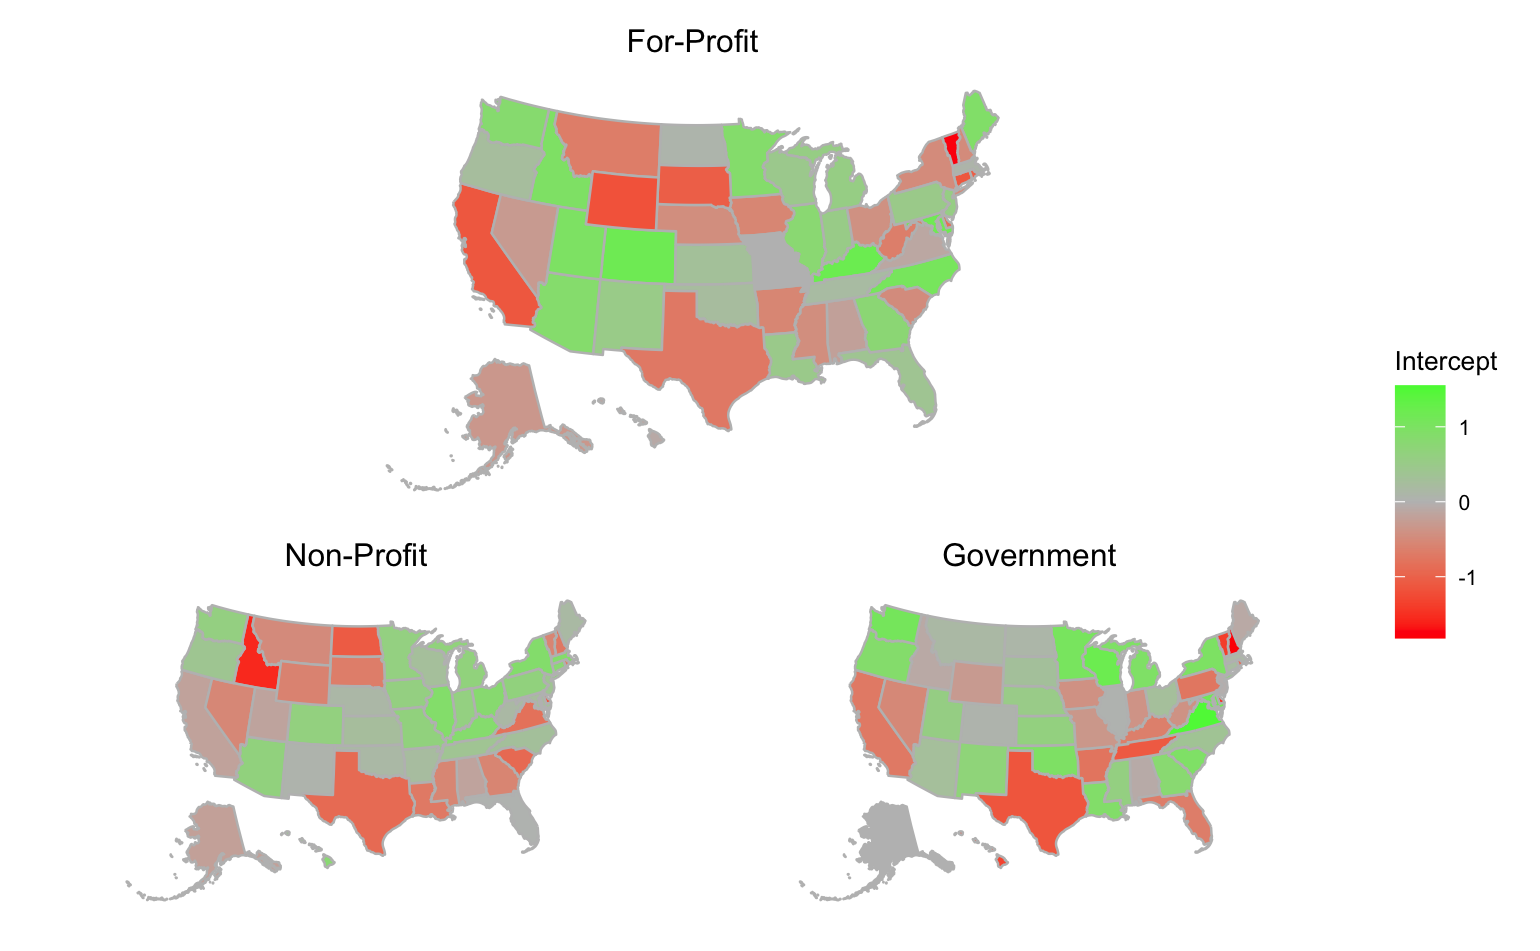 For-Profit
Intercept
1
0
-1
Non-Profit
Government